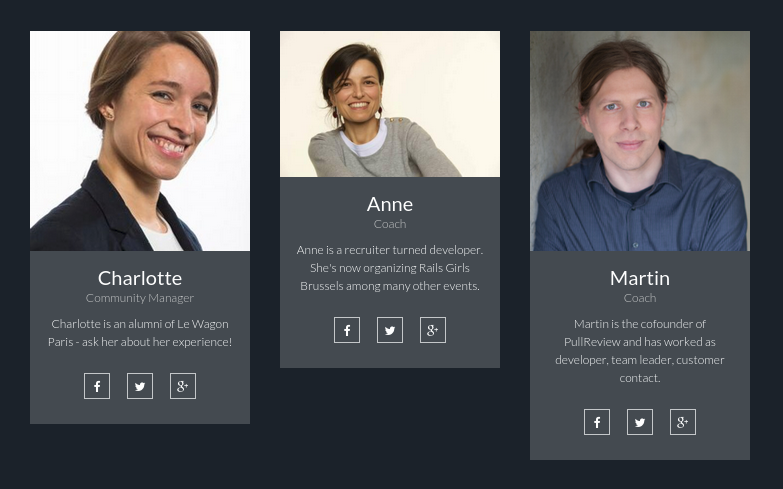 Charlotte
Community Manager
Charlotte is an alumni of Le Wagon
Paris - ask her about her experience!
Anne
Coach
Anne is a recruiter turned developer.
She's now organizing Rails Girls
Brussels among many other events.
Martin
Coach
Martin is the cofounder of
PullReview and has worked as
developer, team leader, customer
contact.